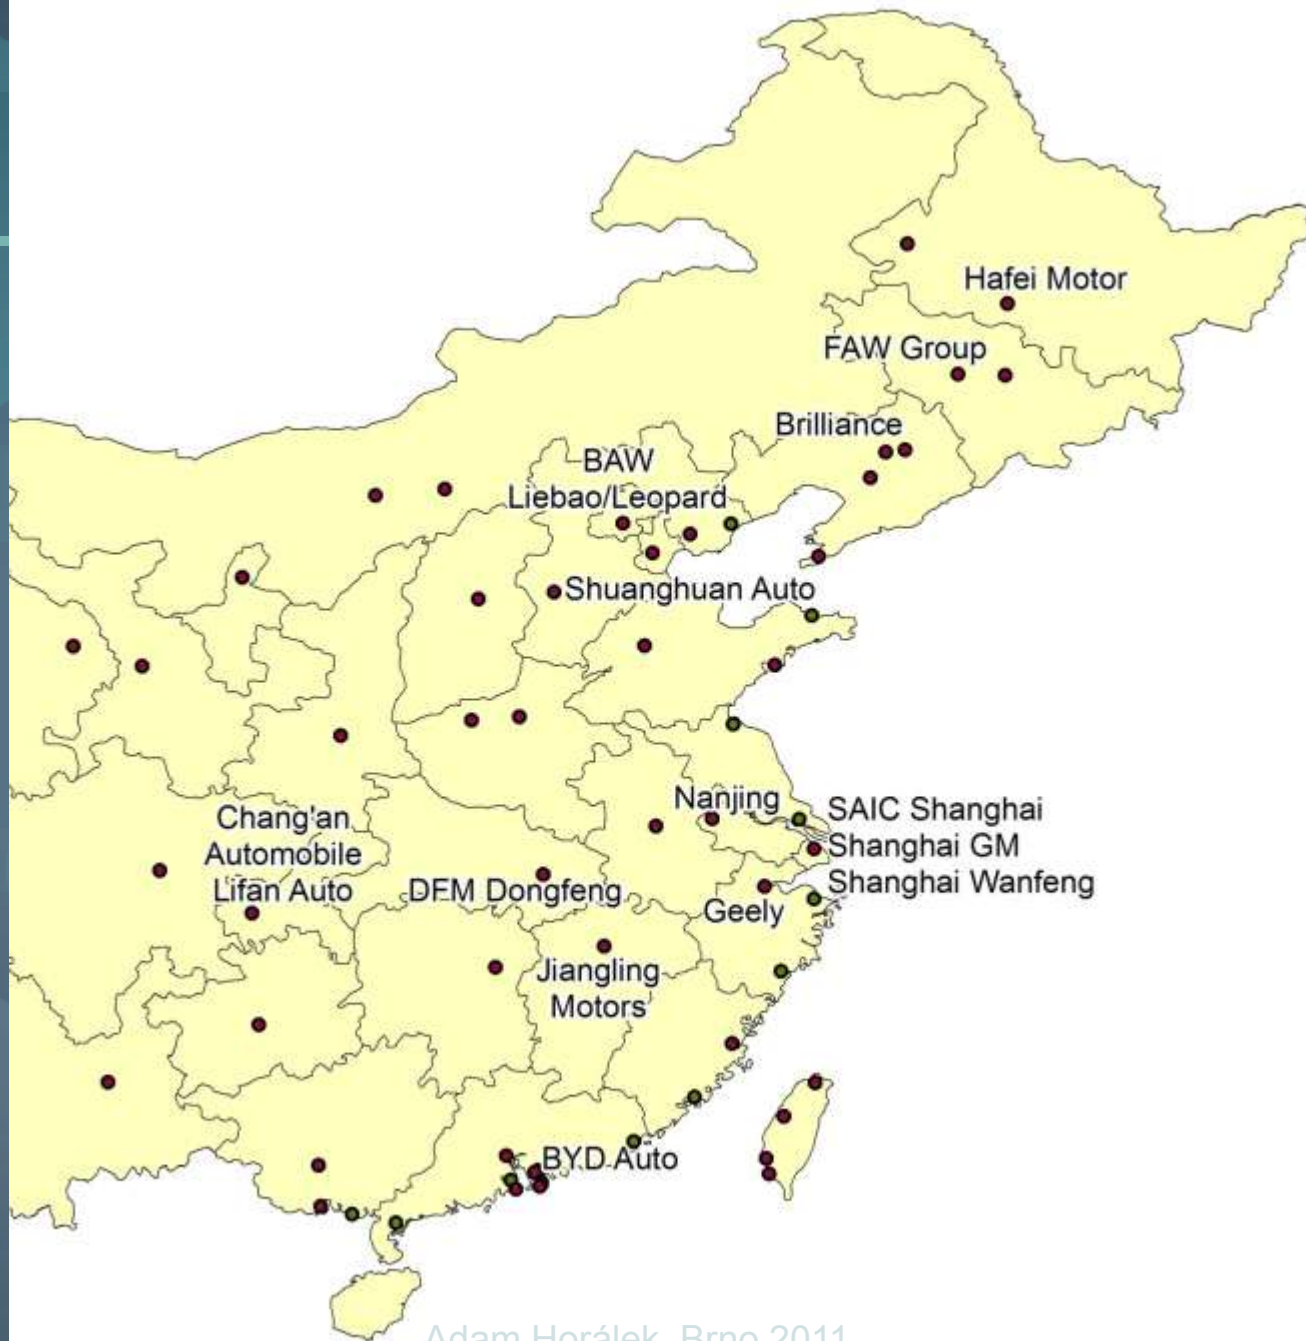 Hafei Motor
FAW Group
Brilliance
BAW
Liebao/Leopard
Shuanghuan Auto
Nanjing
SAIC Shanghai
Shanghai GM
Shanghai Wanfeng
Chang'an
Automobile
Lifan Auto
DFM Dongfeng
Geely
Jiangling
Motors
BYD Auto
Adam Horálek, Brno 2011